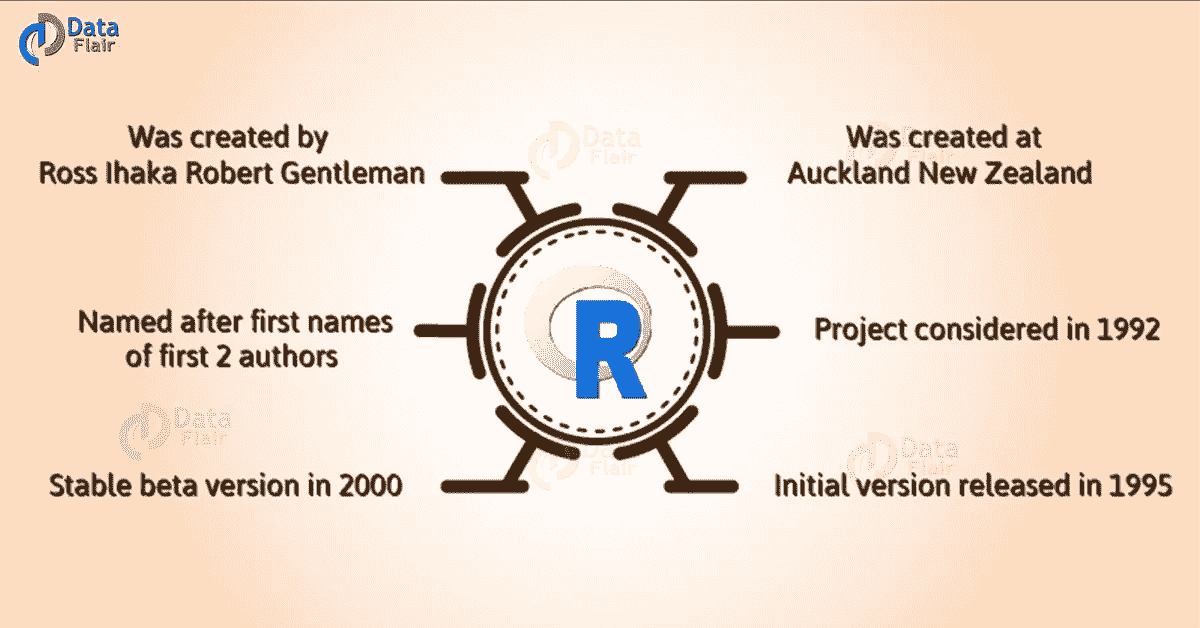 Data
Flair
Was created by
Ross Ihaka Robert Gentleman
Was created at
Auckland New Zealand
Data
Flair
Named after first names
of first 2 authors
R
Project considered in 1992
Data
Flair
Data
Flair
Stable beta version in 2000
Initial version released in 1995